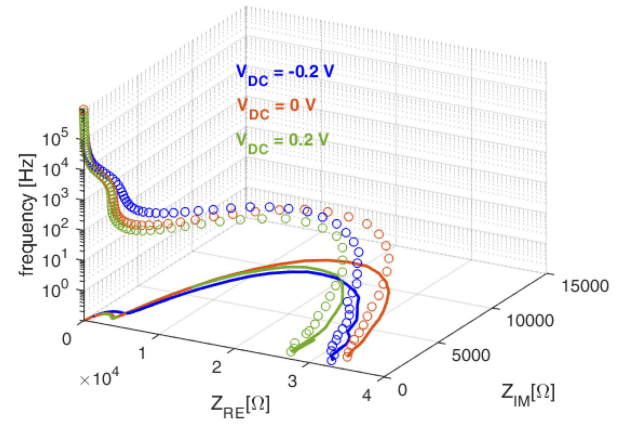 V_DC = -0.2 V
V_DC = 0 V
V_DC = 0.2 V
frequency [Hz]
10^5
10^4
10^3
10^2
10^1
10^0
0
1
2
3
4
×10^4
Z_RE[Ω]
0
5000
10000
15000
Z_IM[Ω]